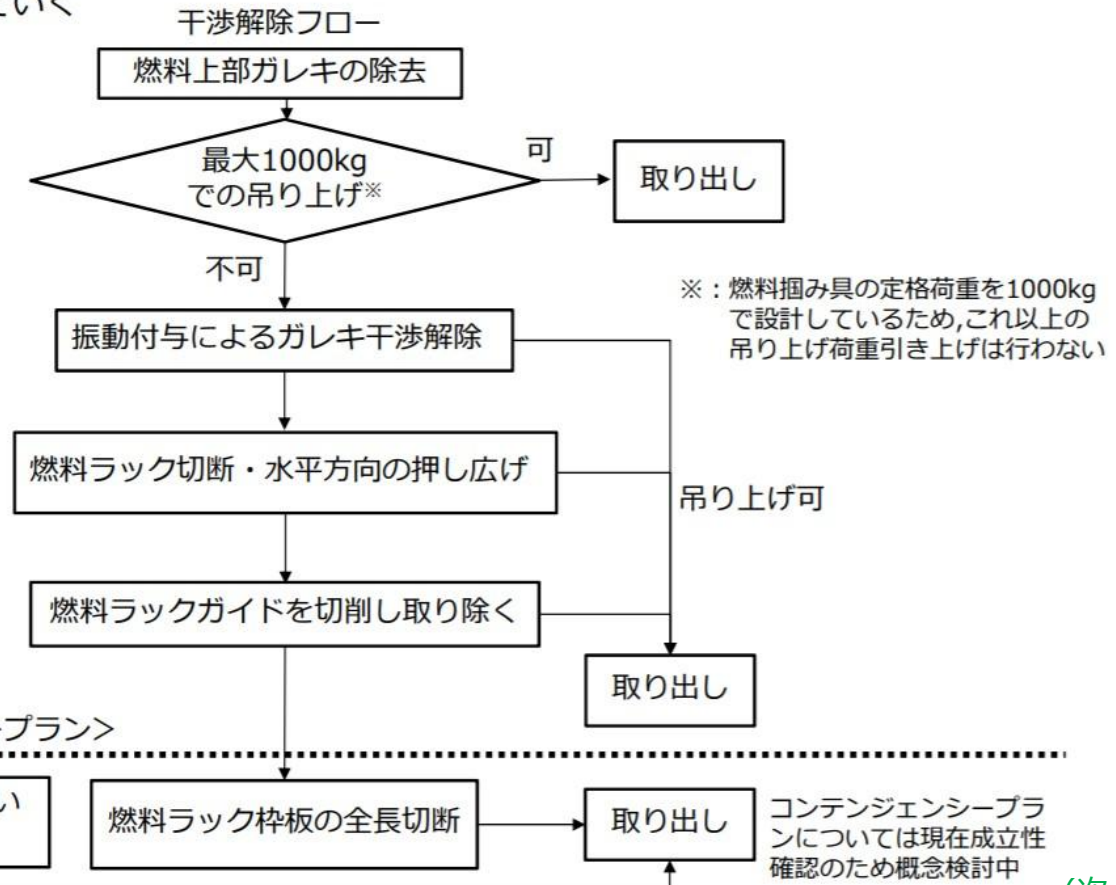 ていく
干渉解除フロー
燃料上部ガレキの除去
最大1000kg
での吊り上げ※
可
取り出し
不可
※：燃料掴み具の定格荷重を1000kg
で設計しているため,これ以上の
吊り上げ荷重引き上げは行わない
振動付与によるガレキ干渉解除
燃料ラック切断・水平方向の押し広げ
吊り上げ可
燃料ラックガイドを切削し取り除く
取り出し
プラン＞
い
燃料ラック枠板の全長切断
取り出し
コンテンジェンシープラ
ンについては現在成立性
確認のため概念検討中